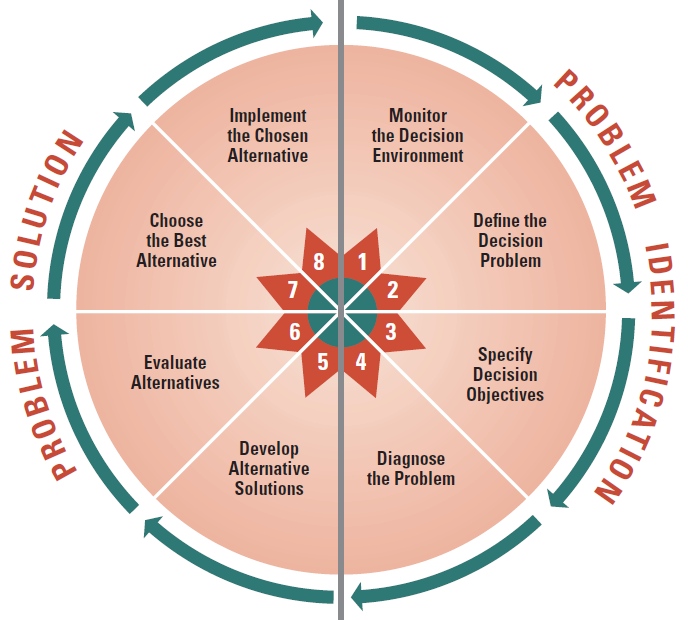 PROBLEM IDENTIFICATION
PROBLEM SOLUTION
1
Monitor
the Decision
Environment
2
Define the
Decision
Problem
3
Specify
Decision
Objectives
4
Diagnose
the Problem
5
Develop
Alternative
Solutions
6
Evaluate
Alternatives
7
Choose
the Best
Alternative
8
Implement
the Chosen
Alternative